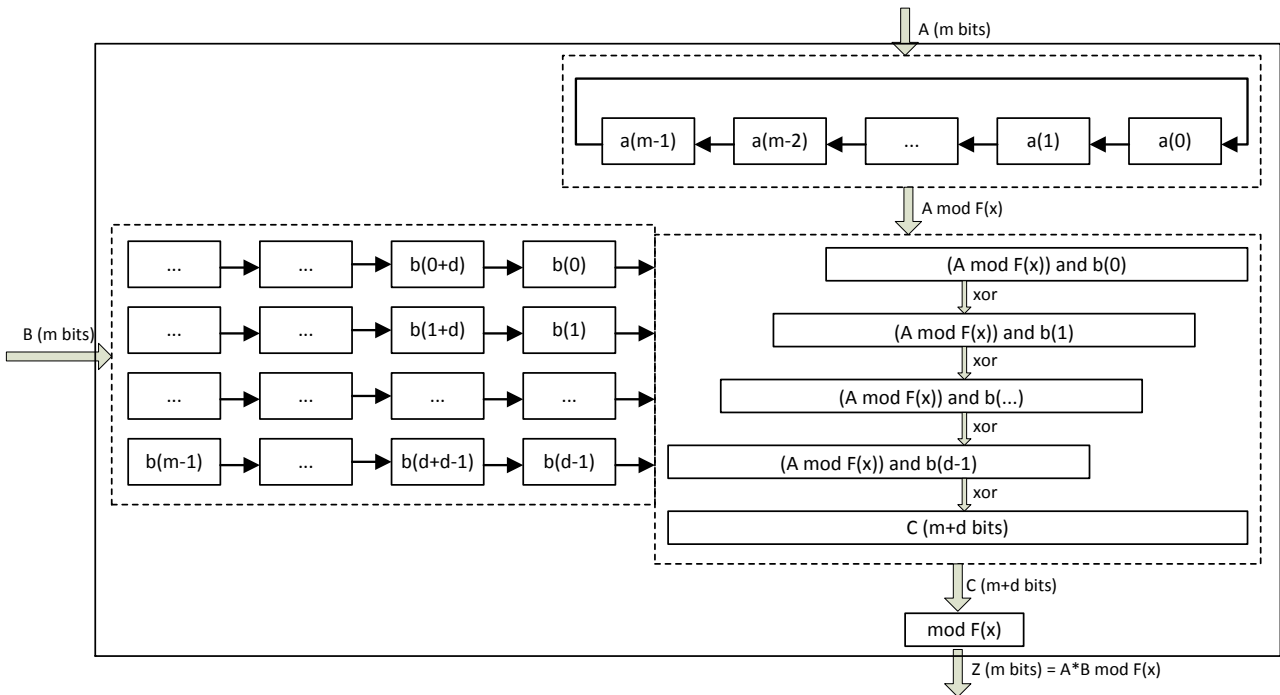 A (m bits)
a(m-1) a(m-2) ... a(1) a(0)
A mod F(x)
B (m bits)
... ... b(0+d) b(0)
... ... b(1+d) b(1)
... ... ... ...
b(m-1) ... b(d+d-1) b(d-1)
(A mod F(x)) and b(0)
xor
(A mod F(x)) and b(1)
xor
(A mod F(x)) and b(...)
xor
(A mod F(x)) and b(d-1)
xor
C (m+d bits)
C (m+d bits)
mod F(x)
Z (m bits) = A*B mod F(x)